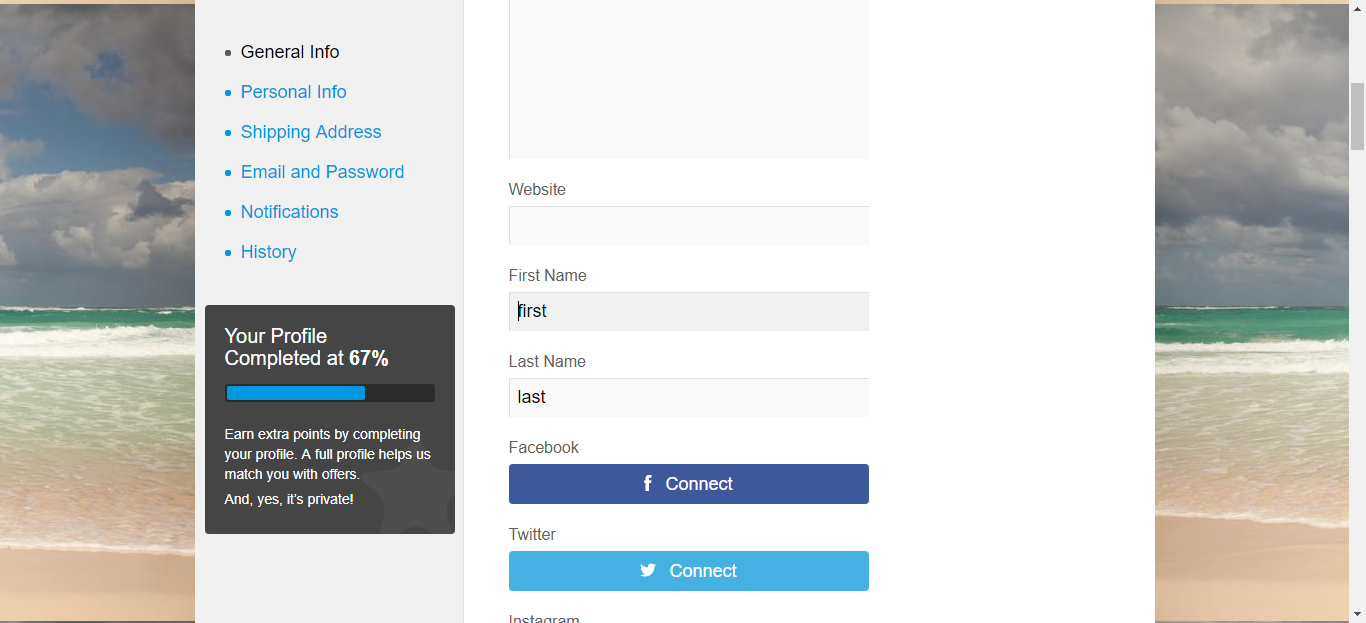 General Info
Personal Info
Shipping Address
Email and Password
Notifications
History
Your Profile
Completed at 67%
Earn extra points by completing
your profile. A full profile helps us
match you with offers.
And, yes, it's private!
Website
First Name
first
Last Name
last
Facebook
Connect
Twitter
Connect
Instagram